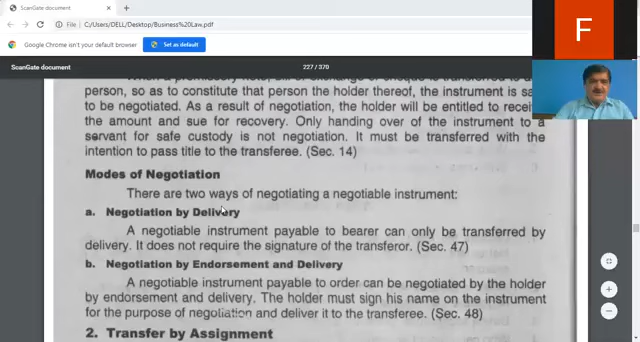 ScanGate document
File
C:/Users/DELL/Desktop/Business%20Law.pdf
Google Chrome isn't your default browser
Set as default
ScanGate document
227 / 370
F
person, so as to constitute that person the holder thereof, the instrument is sa
to be negotiated. As a result of negotiation, the holder will be entitled to recei
the amount and sue for recovery. Only handing over of the instrument to a
servant for safe custody is not negotiation. It must be transferred with the
intention to pass title to the transferee. (Sec. 14)
Modes of Negotiation
There are two ways of negotiating a negotiable instrument:
a. Negotiation by Delivery
A negotiable instrument payable to bearer can only be transferred by
delivery. It does not require the signature of the transferor. (Sec. 47)
b. Negotiation by Endorsement and Delivery
A negotiable instrument payable to order can be negotiated by the holder
by endorsement and delivery. The holder must sign his name on the instrument
for the purpose of negotiation and deliver it to the transferee. (Sec. 48)
2. Transfer by Assignment